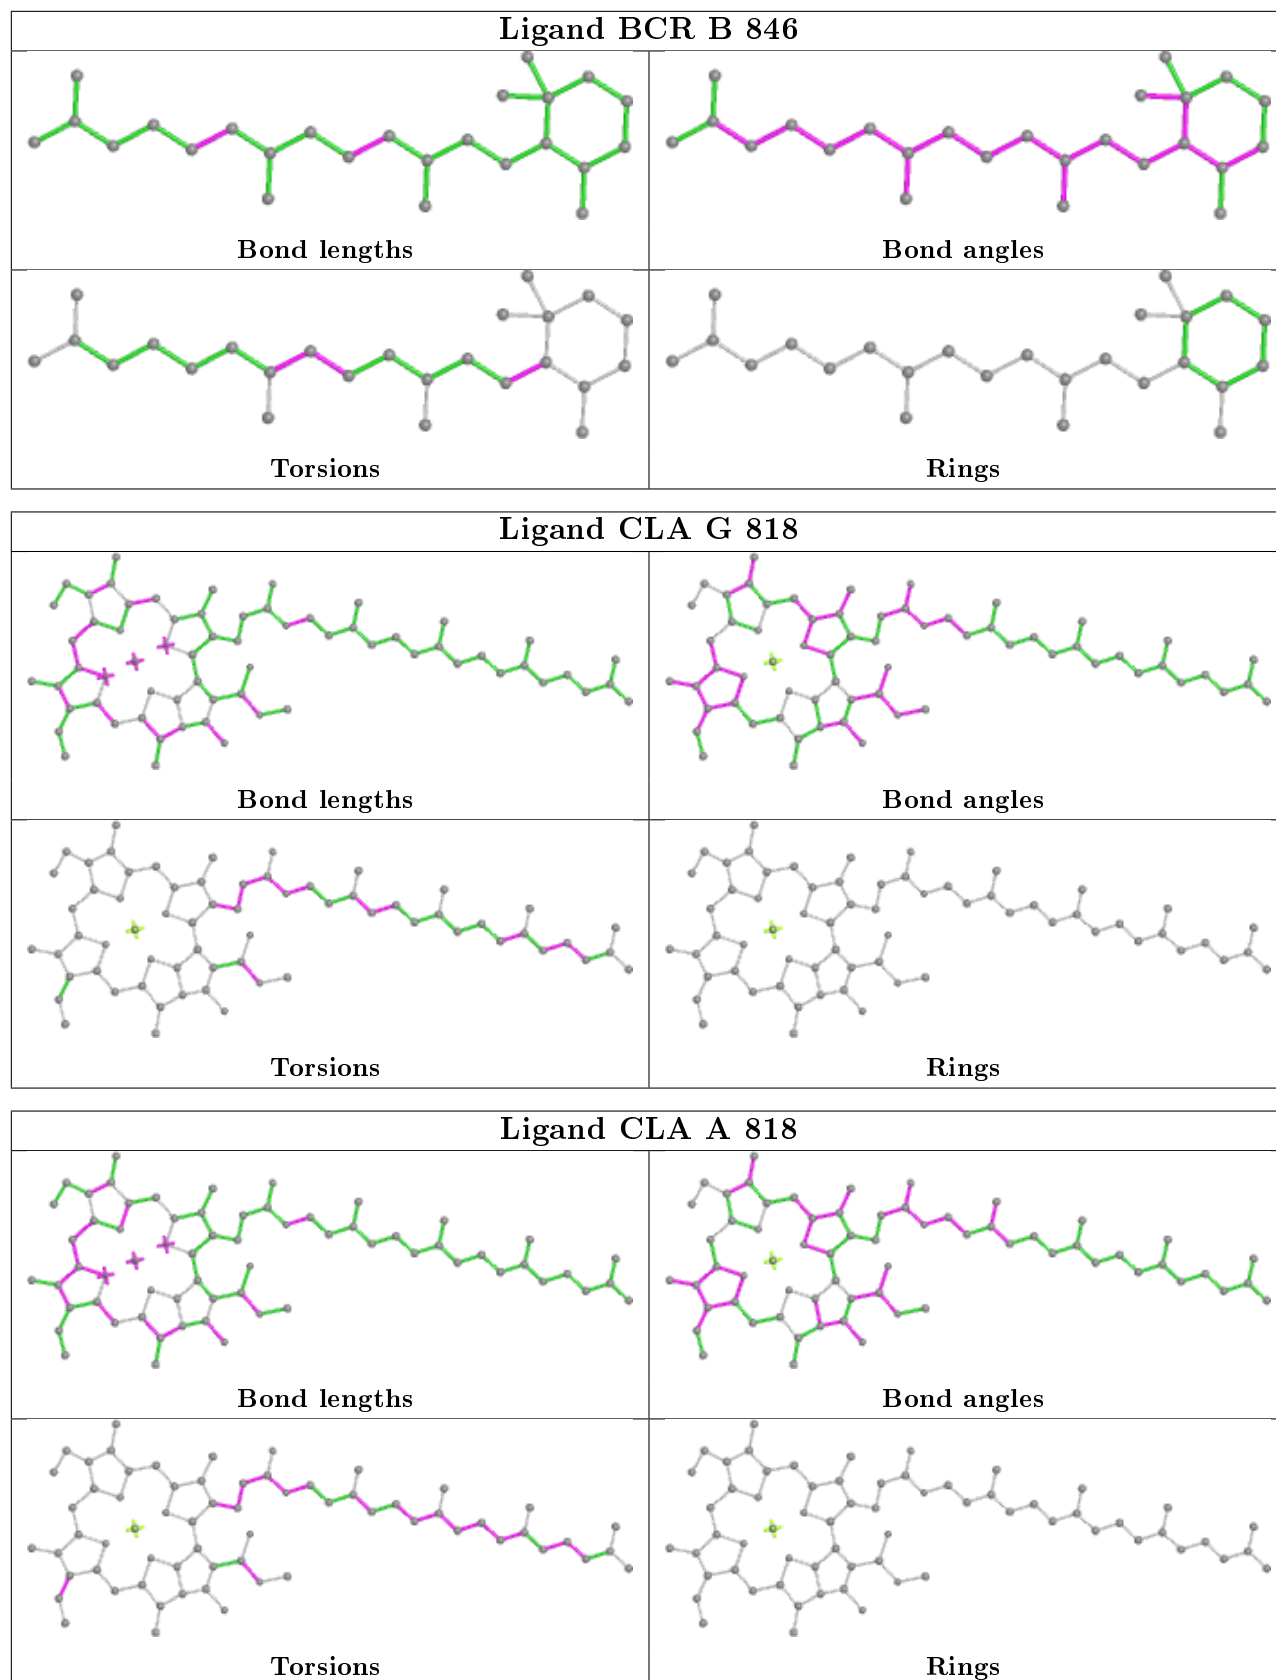 Ligand BCR B 846
Bond lengths
Bond angles
Torsions
Rings
Ligand CLA G 818
Bond lengths
Bond angles
Torsions
Rings
Ligand CLA A 818
Bond lengths
Bond angles
Torsions
Rings